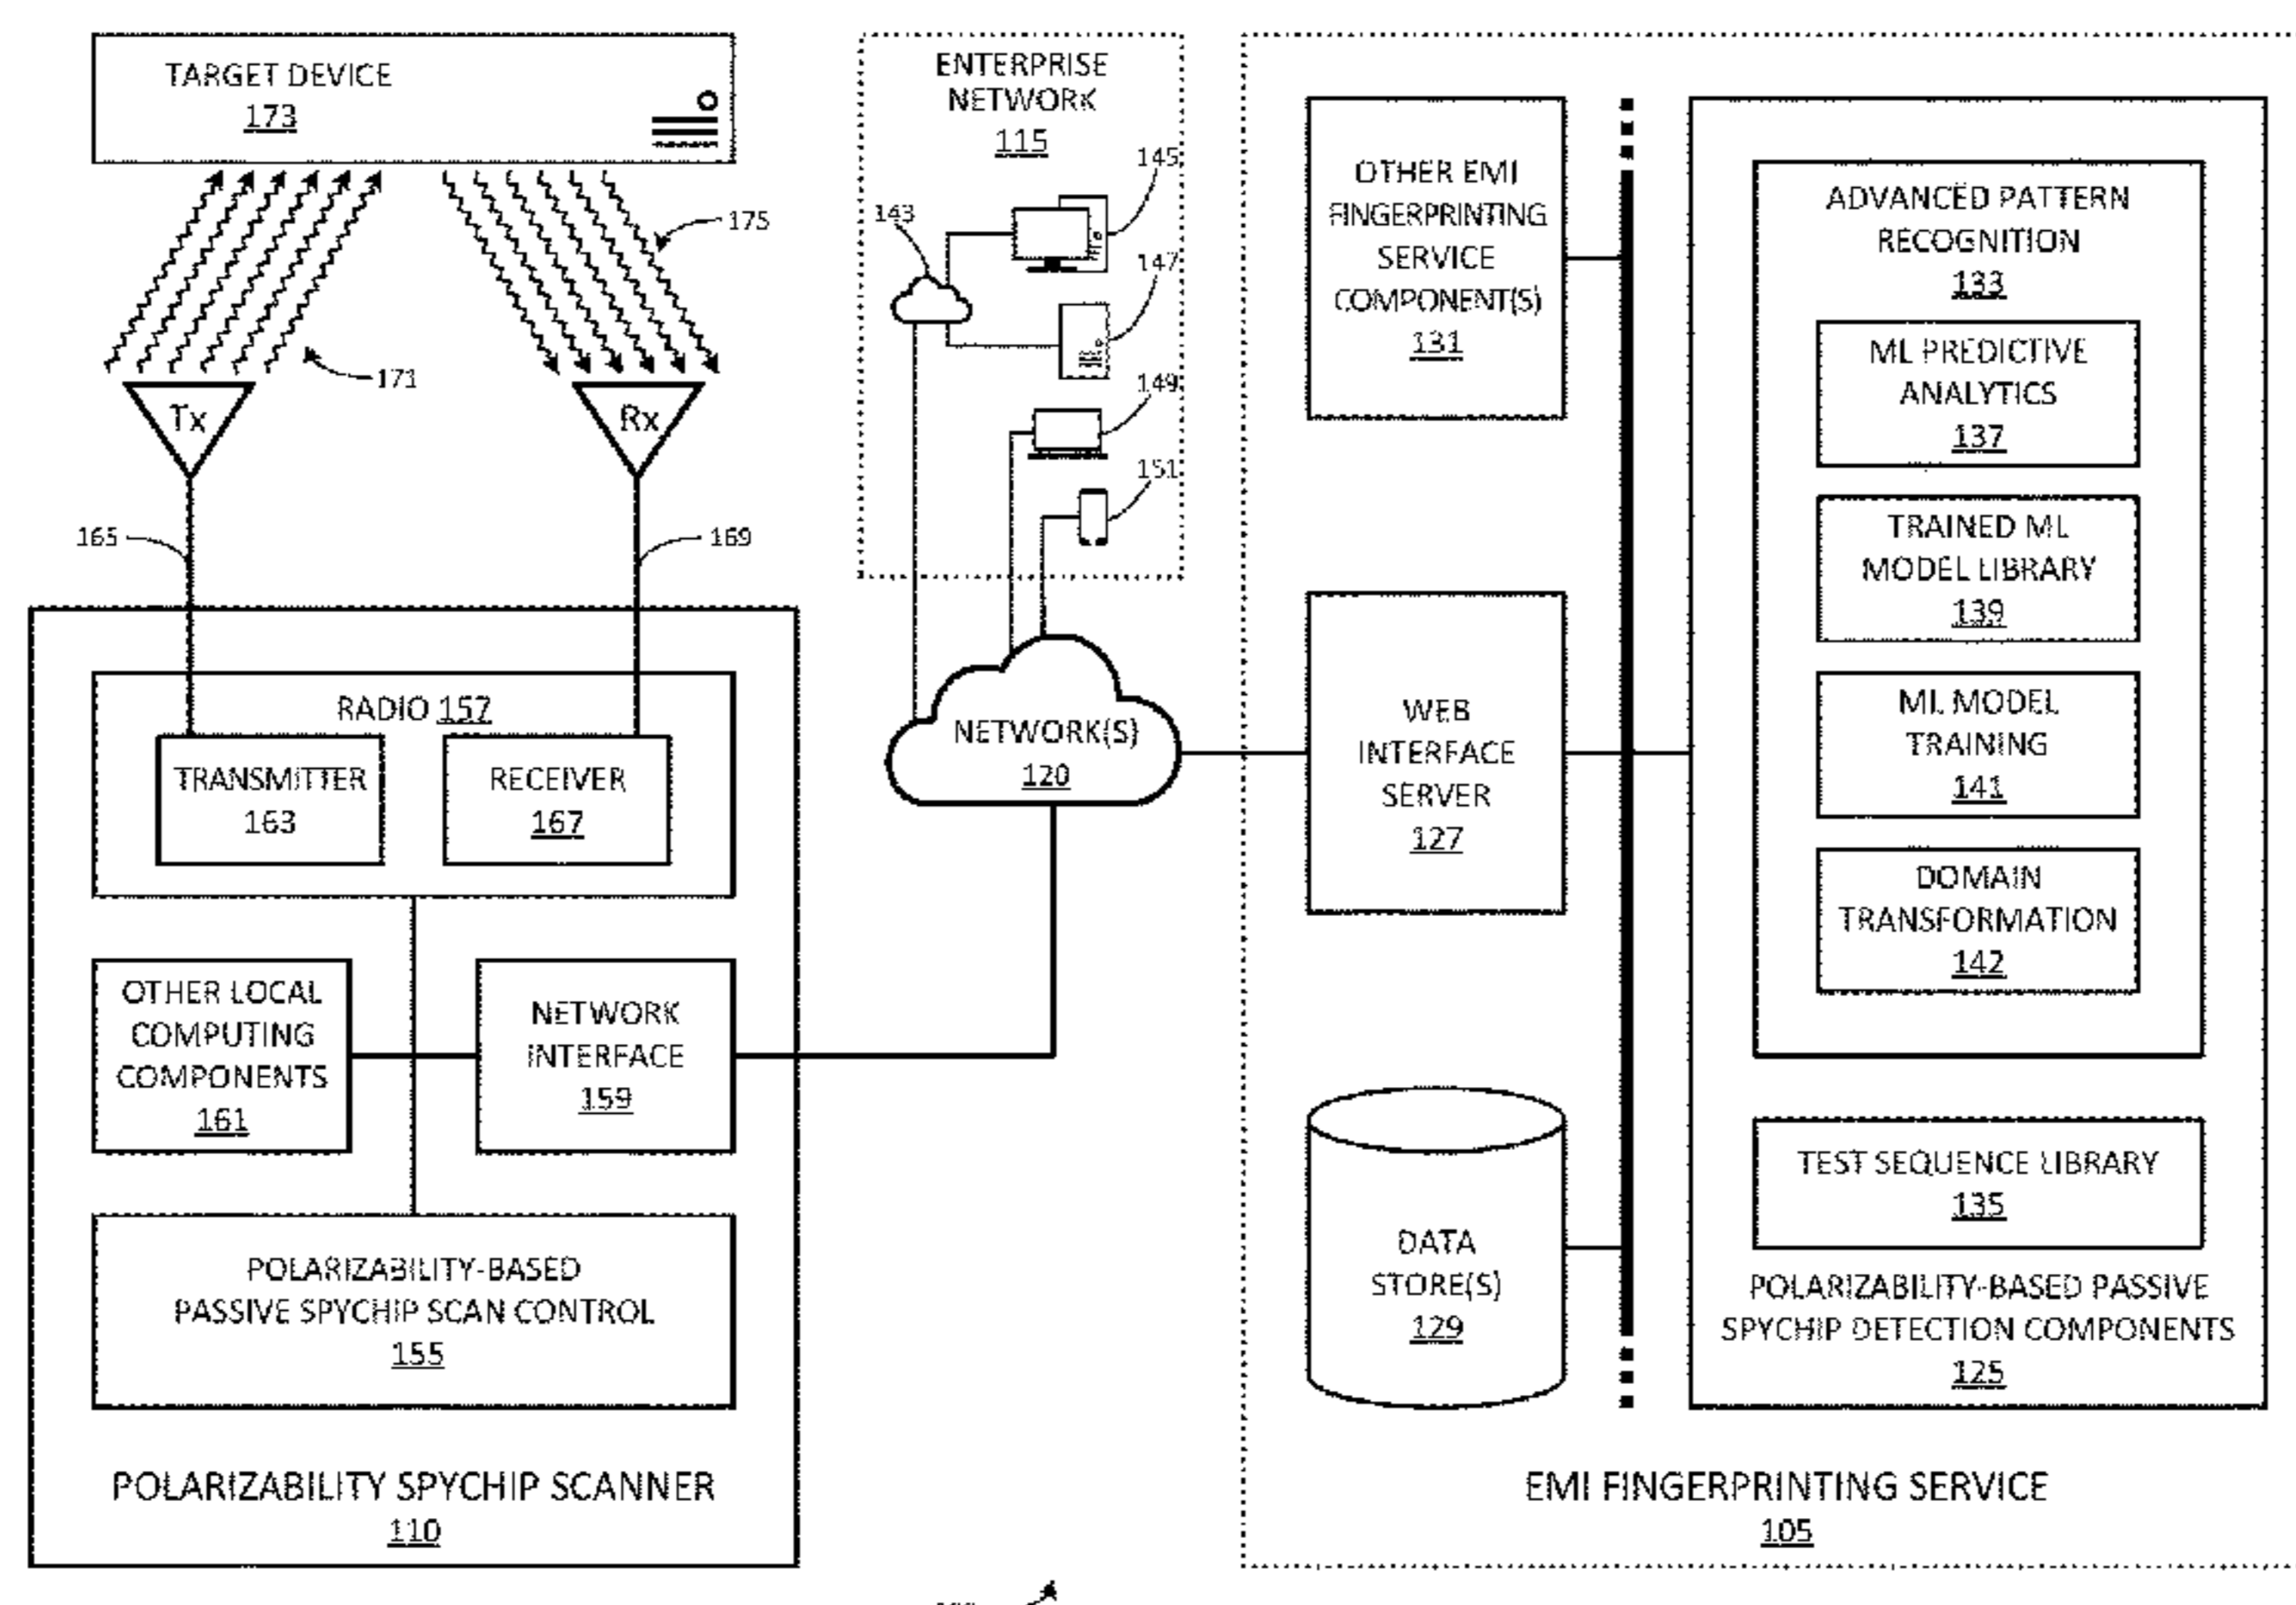 TARGET DEVICE
173
175
171
Tx
Rx
165
169
RADIO 157
TRANSMITTER
163
RECEIVER
167
OTHER LOCAL
COMPUTING
COMPONENTS
161
NETWORK
INTERFACE
159
POLARIZABILITY-BASED
PASSIVE SPYCHIP SCAN CONTROL
155
POLARIZABILITY SPYCHIP SCANNER
110
ENTERPRISE
NETWORK
115
145
143
147
149
151
NETWORK(S)
120
OTHER EMI
FINGERPRINTING
SERVICE
COMPONENT(S)
131
WEB
INTERFACE
SERVER
127
DATA
STORE(S)
129
ADVANCED PATTERN
RECOGNITION
133
ML PREDICTIVE
ANALYTICS
137
TRAINED ML
MODEL LIBRARY
139
ML MODEL
TRAINING
141
DOMAIN
TRANSFORMATION
142
TEST SEQUENCE LIBRARY
135
POLARIZABILITY-BASED PASSIVE
SPYCHIP DETECTION COMPONENTS
125
EMI FINGERPRINTING SERVICE
105